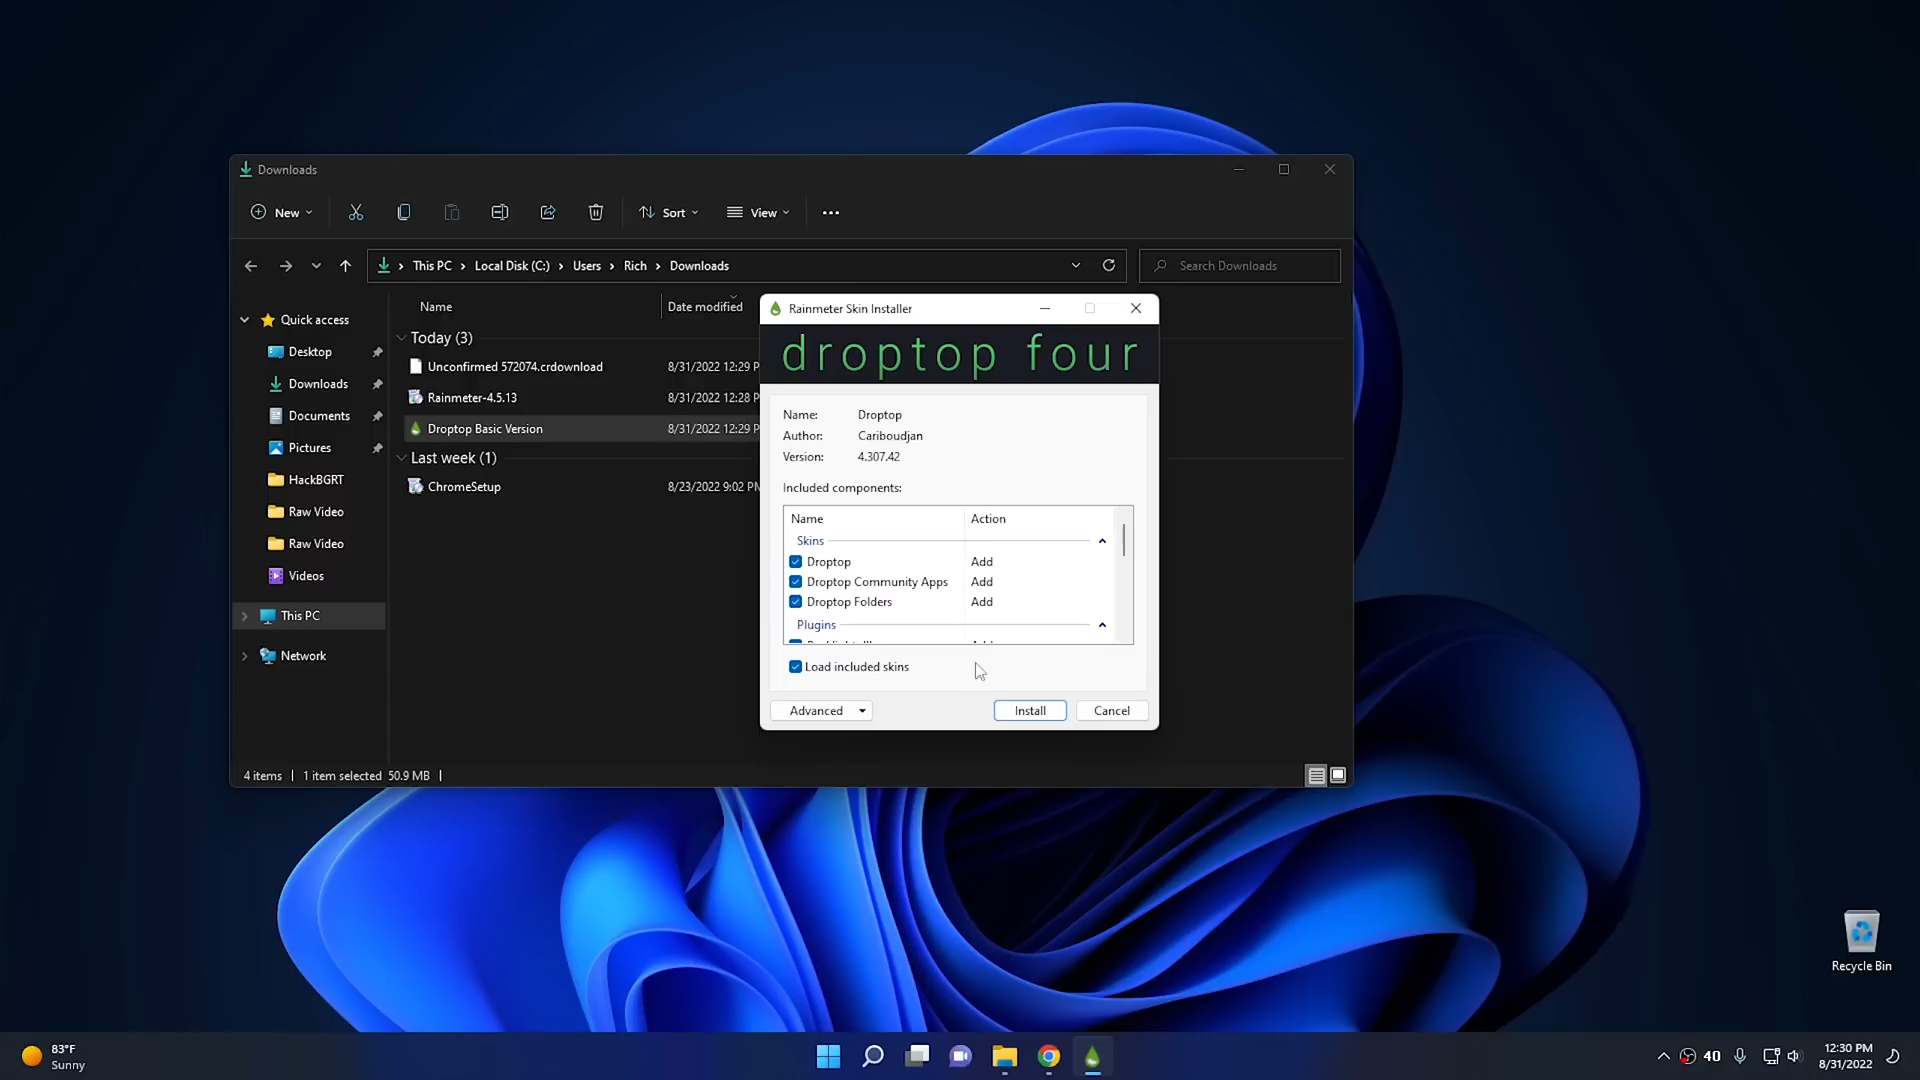 Downloads
New
Sort
View
This PC
Local Disk (C:)
Users
Rich
Downloads
Search Downloads
Quick access
Desktop
Downloads
Documents
Pictures
HackBGRT
Raw Video
Raw Video
Videos
This PC
Network
Name
Date modified
Today (3)
Unconfirmed 572074.crdownload 8/31/2022 12:29 P
Rainmeter-4.5.13 8/31/2022 12:28 P
Droptop Basic Version 8/31/2022 12:29 P
Last week (1)
ChromeSetup 8/23/2022 9:02 PM
4 items 1 item selected 50.9 MB
Rainmeter Skin Installer
droptop four
Name: Droptop
Author: Cariboudjan
Version: 4.307.42
Included components:
Name Action
Skins
Droptop Add
Droptop Community Apps Add
Droptop Folders Add
Plugins
Load included skins
Advanced
Install
Cancel
Recycle Bin
83°F
Sunny
40
12:30 PM
8/31/2022